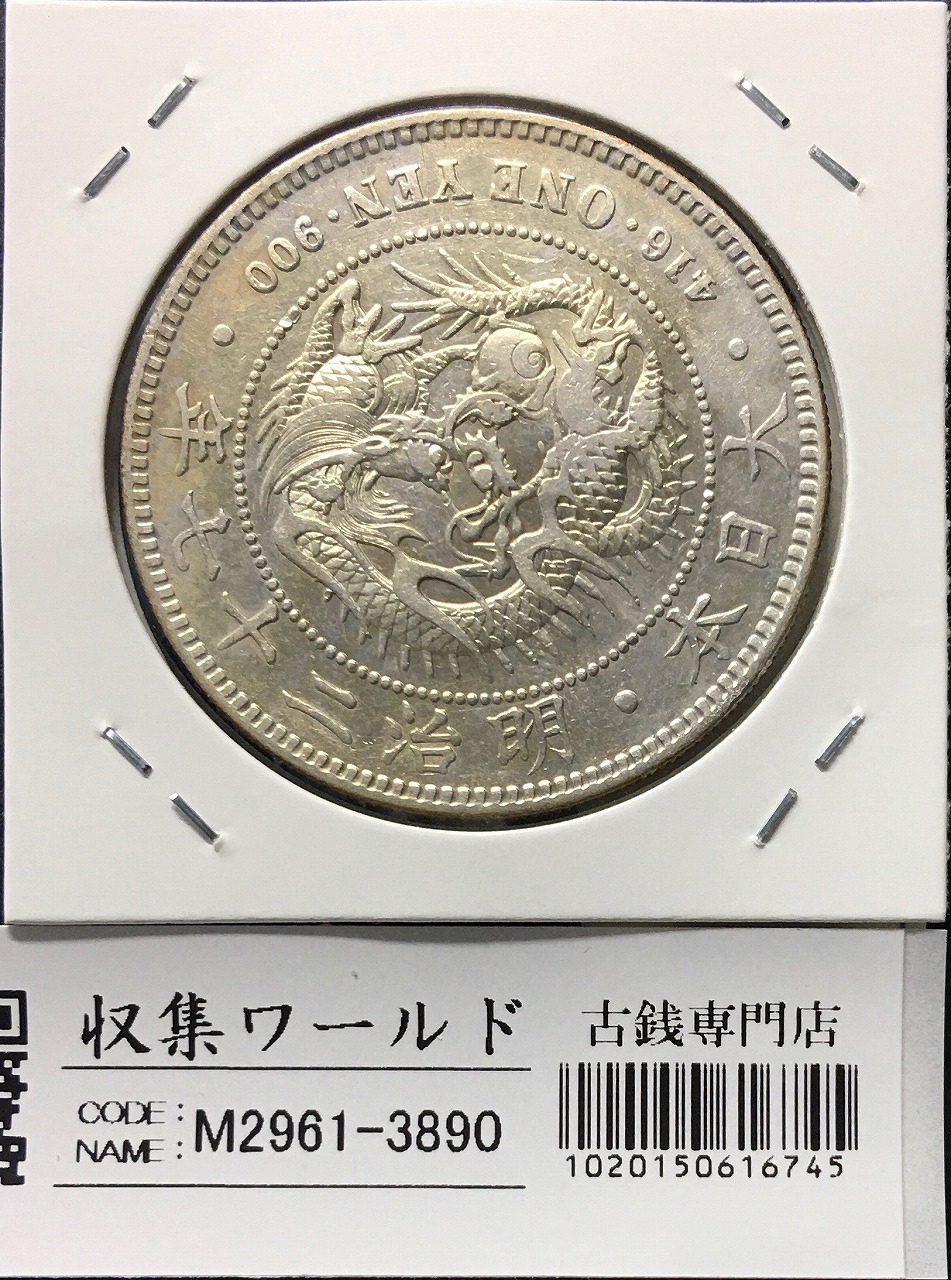 大日本・明治二十七年・
416・ONE YEN・900
収集ワールド
古銭専門店
CODE:
NAME: M2961-3890
1020150616745